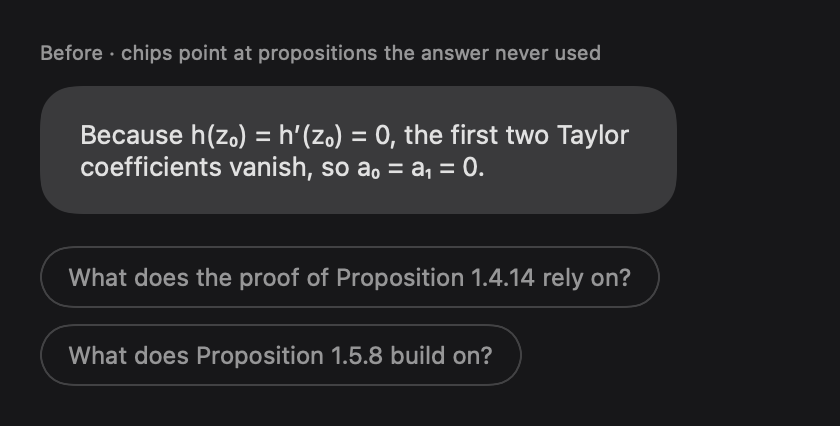 Before · chips point at propositions the answer never used
Because h(z₀) = h′(z₀) = 0, the first two Taylor
coefficients vanish, so a₀ = a₁ = 0.
What does the proof of Proposition 1.4.14 rely on?
What does Proposition 1.5.8 build on?